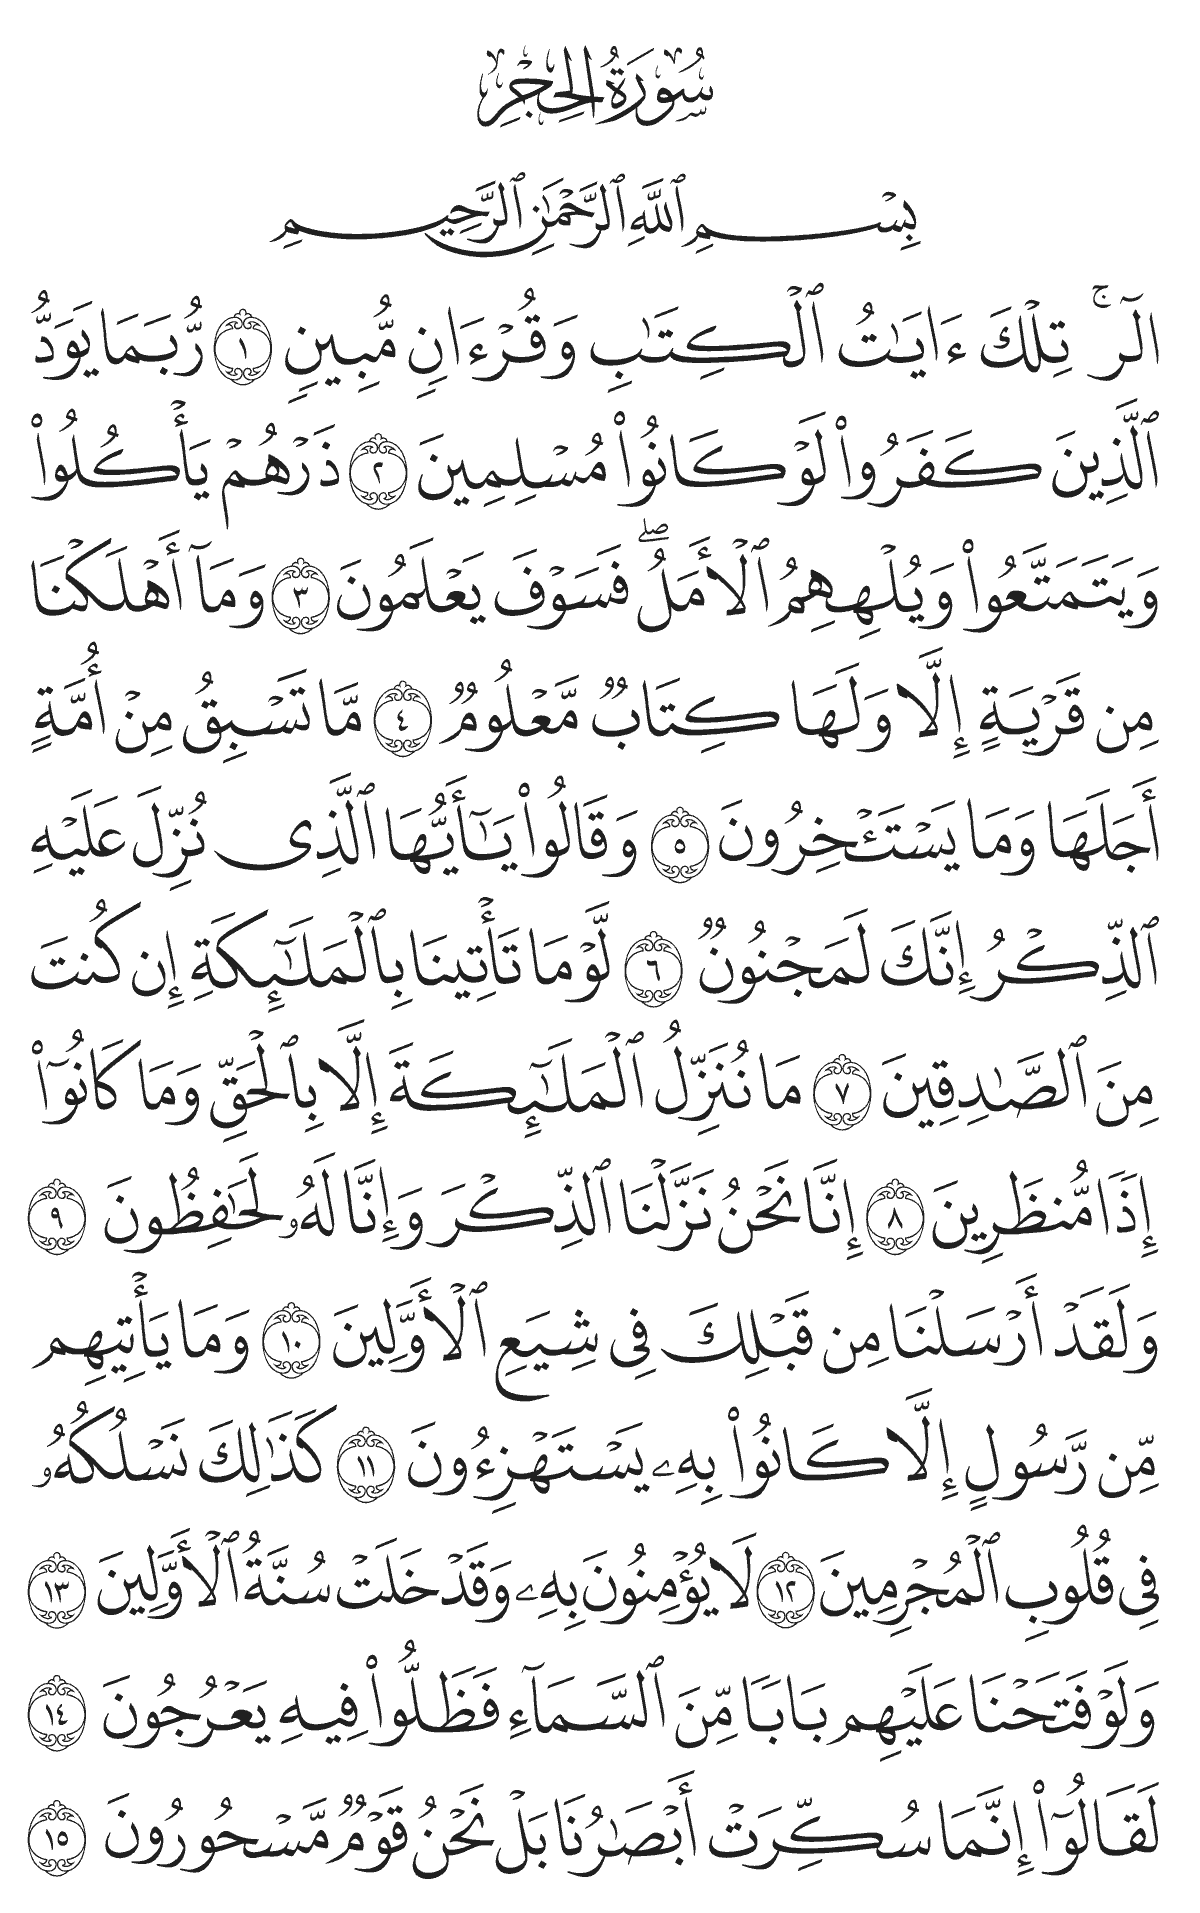 سُورَةُ الحِجْرِ
بِسْمِ ٱللَّهِ ٱلرَّحْمَٰنِ ٱلرَّحِيمِ
الٓرۚ تِلْكَ ءَايَٰتُ ٱلْكِتَٰبِ وَقُرْءَانٍ مُّبِينٍ ١ رُّبَمَا يَوَدُّ
ٱلَّذِينَ كَفَرُوا۟ لَوْ كَانُوا۟ مُسْلِمِينَ ٢ ذَرْهُمْ يَأْكُلُوا۟
وَيَتَمَتَّعُوا۟ وَيُلْهِهِمُ ٱلْأَمَلُۖ فَسَوْفَ يَعْلَمُونَ ٣ وَمَآ أَهْلَكْنَا
مِن قَرْيَةٍ إِلَّا وَلَهَا كِتَابٌ مَّعْلُومٌ ٤ مَّا تَسْبِقُ مِنْ أُمَّةٍ
أَجَلَهَا وَمَا يَسْتَـْٔخِرُونَ ٥ وَقَالُوا۟ يَٰٓأَيُّهَا ٱلَّذِى نُزِّلَ عَلَيْهِ
ٱلذِّكْرُ إِنَّكَ لَمَجْنُونٌ ٦ لَّوْ مَا تَأْتِينَا بِٱلْمَلَٰٓئِكَةِ إِن كُنتَ
مِنَ ٱلصَّٰدِقِينَ ٧ مَا نُنَزِّلُ ٱلْمَلَٰٓئِكَةَ إِلَّا بِٱلْحَقِّ وَمَا كَانُوٓا۟
إِذًا مُّنظَرِينَ ٨ إِنَّا نَحْنُ نَزَّلْنَا ٱلذِّكْرَ وَإِنَّا لَهُۥ لَحَٰفِظُونَ ٩
وَلَقَدْ أَرْسَلْنَا مِن قَبْلِكَ فِى شِيَعِ ٱلْأَوَّلِينَ ١٠ وَمَا يَأْتِيهِم
مِّن رَّسُولٍ إِلَّا كَانُوا۟ بِهِۦ يَسْتَهْزِءُونَ ١١ كَذَٰلِكَ نَسْلُكُهُۥ
فِى قُلُوبِ ٱلْمُجْرِمِينَ ١٢ لَا يُؤْمِنُونَ بِهِۦ وَقَدْ خَلَتْ سُنَّةُ ٱلْأَوَّلِينَ ١٣
وَلَوْ فَتَحْنَا عَلَيْهِم بَابًا مِّنَ ٱلسَّمَآءِ فَظَلُّوا۟ فِيهِ يَعْرُجُونَ ١٤
لَقَالُوٓا۟ إِنَّمَا سُكِّرَتْ أَبْصَٰرُنَا بَلْ نَحْنُ قَوْمٌ مَّسْحُورُونَ ١٥